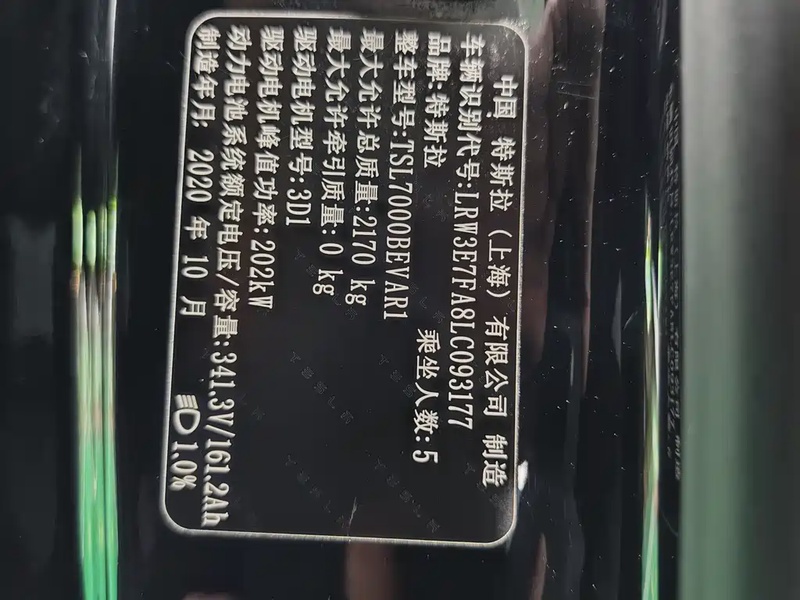 中国 特斯拉（上海）有限公司 制造
车辆识别代号:LRW3E7FA8LC093177
品牌:特斯拉 乘坐人数:5
整车型号:TSL7000BEVAR1
最大允许总质量:2170 kg
最大允许牵引质量: 0 kg
驱动电机型号:3D1
驱动电机峰值功率:202kW
动力电池系统额定电压/容量:341.3V/161.2Ah
制造年月: 2020 年 10 月 1.0%